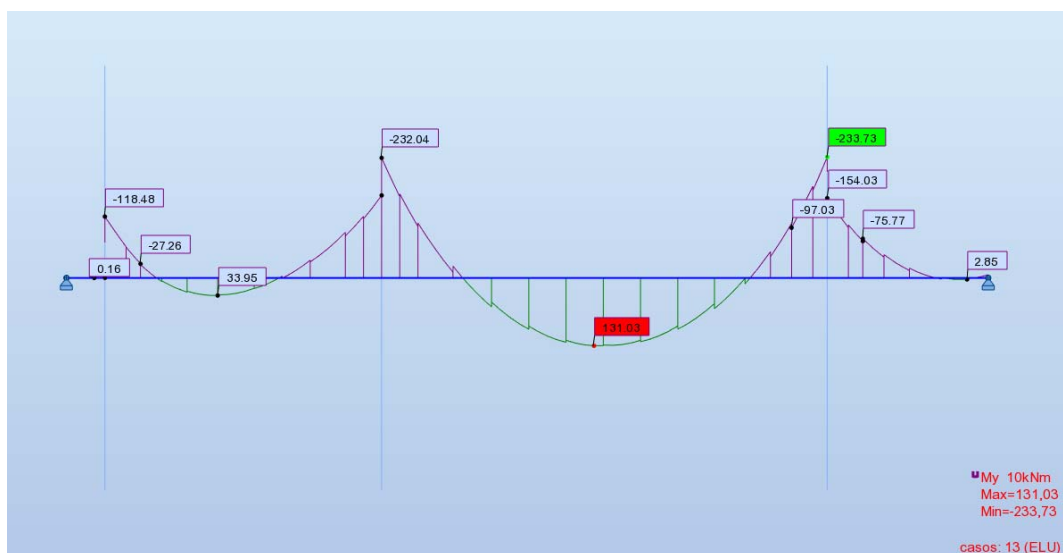 -232.04
-233.73
-154.03
-118.48
-97.03
-75.77
-27.26
0.16
33.95
2.85
131.03
My 10kNm
Max=131,03
Min=-233,73
casos: 13 (ELU)